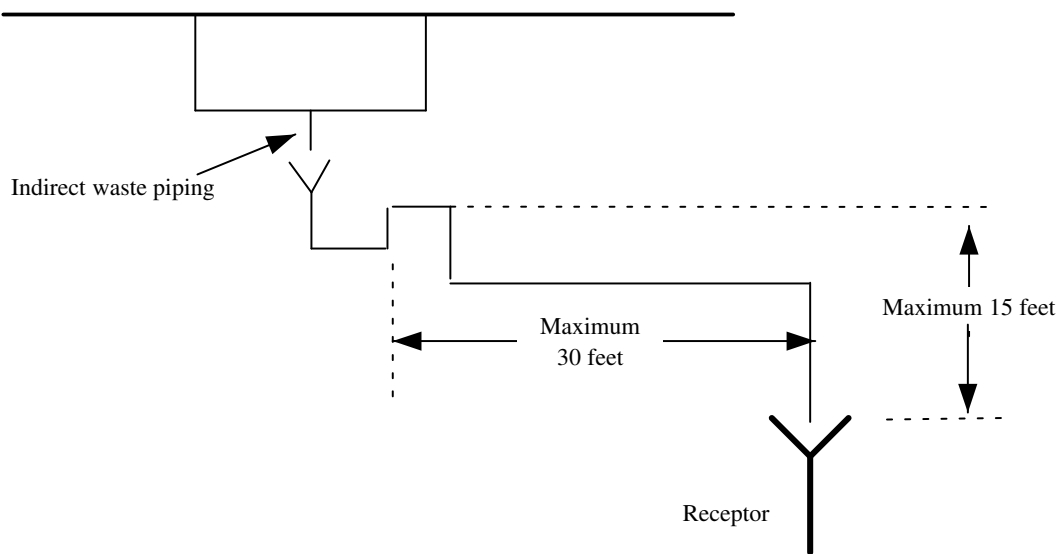 Indirect waste piping
Maximum 15 feet
Maximum
30 feet
Receptor